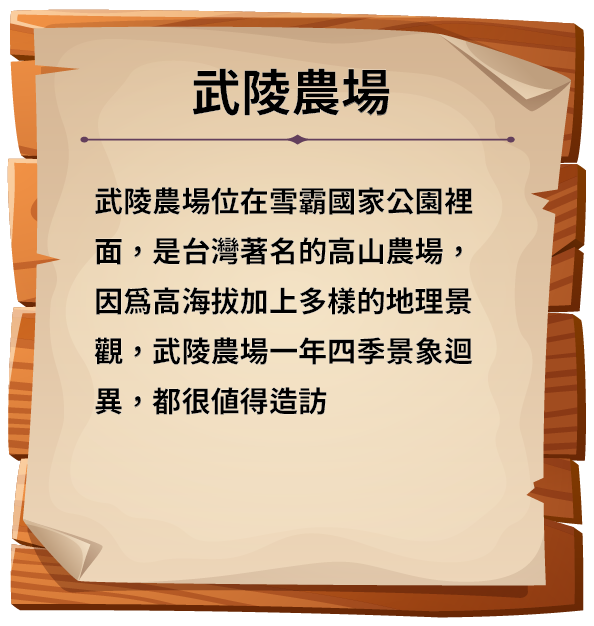 武陵農場
武陵農場位在雪霸國家公園裡
面，是台灣著名的高山農場，
因為高海拔加上多樣的地理景
觀，武陵農場一年四季景象迴
異，都很值得造訪